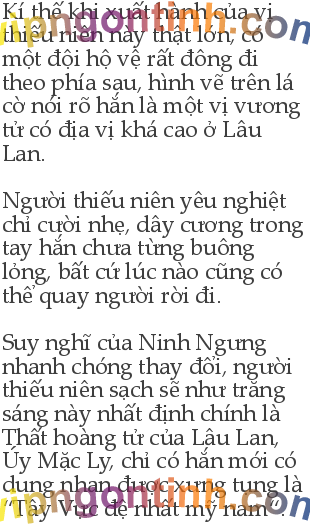 Kí thế khi xuất hành của vị
thiếu niên này thật lớn, có
một đội hộ vệ rất đông đi
theo phía sau, hình vẽ trên lá
cờ nói rõ hắn là một vị vương
tử có địa vị khá cao ở Lâu
Lan.
Người thiếu niên yêu nghiệt
chỉ cười nhẹ, dây cương trong
tay hắn chưa từng buông
lỏng, bất cứ lúc nào cũng có
thể quay người rời đi.
Suy nghĩ của Ninh Ngưng
nhanh chóng thay đổi, người
thiếu niên sạch sẽ như trăng
sáng này nhất định chính là
Thất hoàng tử của Lâu Lan,
Úy Mặc Ly, chỉ có hắn mới có
dung nhan được xưng tụng là
“Tây Vực đệ nhất mỹ nam”.
vipngontinh.com